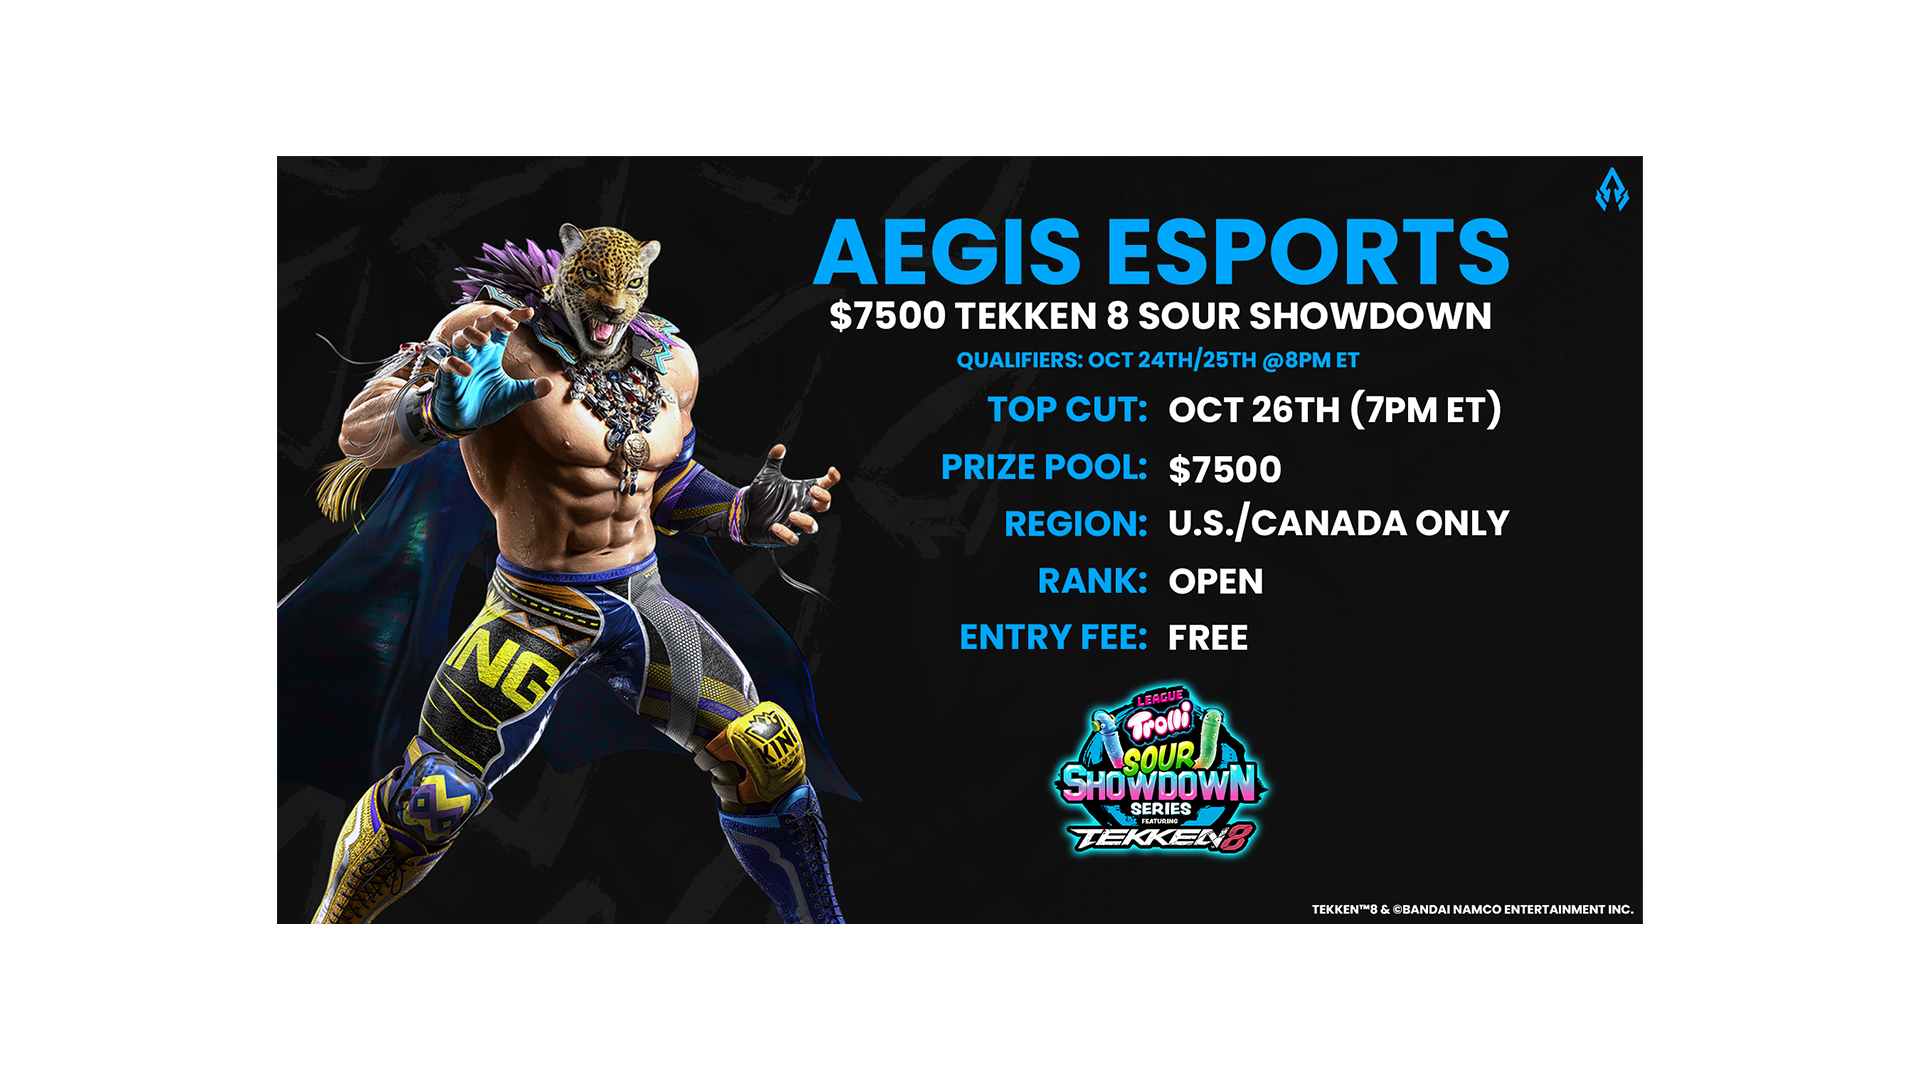 AEGIS ESPORTS
$7500 TEKKEN 8 SOUR SHOWDOWN
QUALIFIERS: OCT 24TH/25TH @8PM ET
TOP CUT: OCT 26TH (7PM ET)
PRIZE POOL: $7500
REGION: U.S./CANADA ONLY
RANK: OPEN
ENTRY FEE: FREE
ING
KING
LEAGUE
Trolli
SOUR
SHOWDOWN
SERIES
FEATURING
TEKKEN8
TEKKEN™8 & ©BANDAI NAMCO ENTERTAINMENT INC.